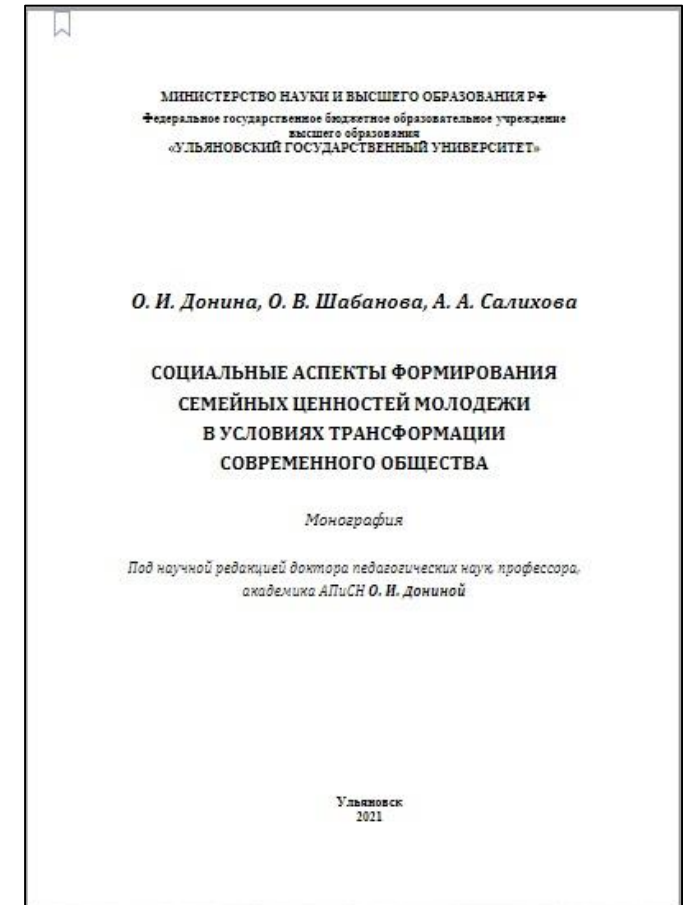 МИНИСТЕРСТВО НАУКИ И ВЫСШЕГО ОБРАЗОВАНИЯ РФ
Федеральное государственное бюджетное образовательное учреждение
высшего образования
«УЛЬЯНОВСКИЙ ГОСУДАРСТВЕННЫЙ УНИВЕРСИТЕТ»
О. И. Донина, О. В. Шабанова, А. А. Салихова
СОЦИАЛЬНЫЕ АСПЕКТЫ ФОРМИРОВАНИЯ
СЕМЕЙНЫХ ЦЕННОСТЕЙ МОЛОДЕЖИ
В УСЛОВИЯХ ТРАНСФОРМАЦИИ
СОВРЕМЕННОГО ОБЩЕСТВА
Монография
Под научной редакцией доктора педагогических наук, профессора,
академика АПиСН О. И. Дониной
Ульяновск
2021